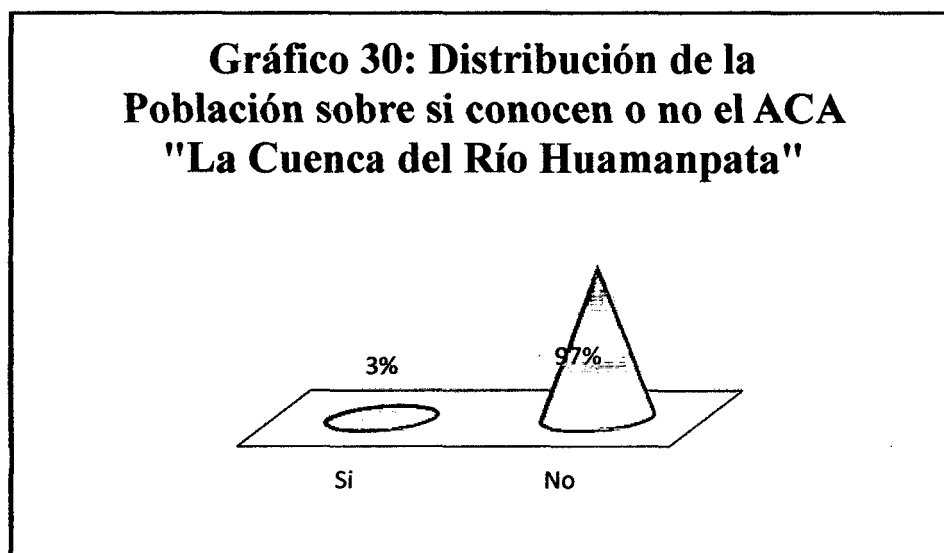 Gráfico 30: Distribución de la
Población sobre si conocen o no el ACA
"La Cuenca del Río Huamanpata"
3%
97%
Si
No